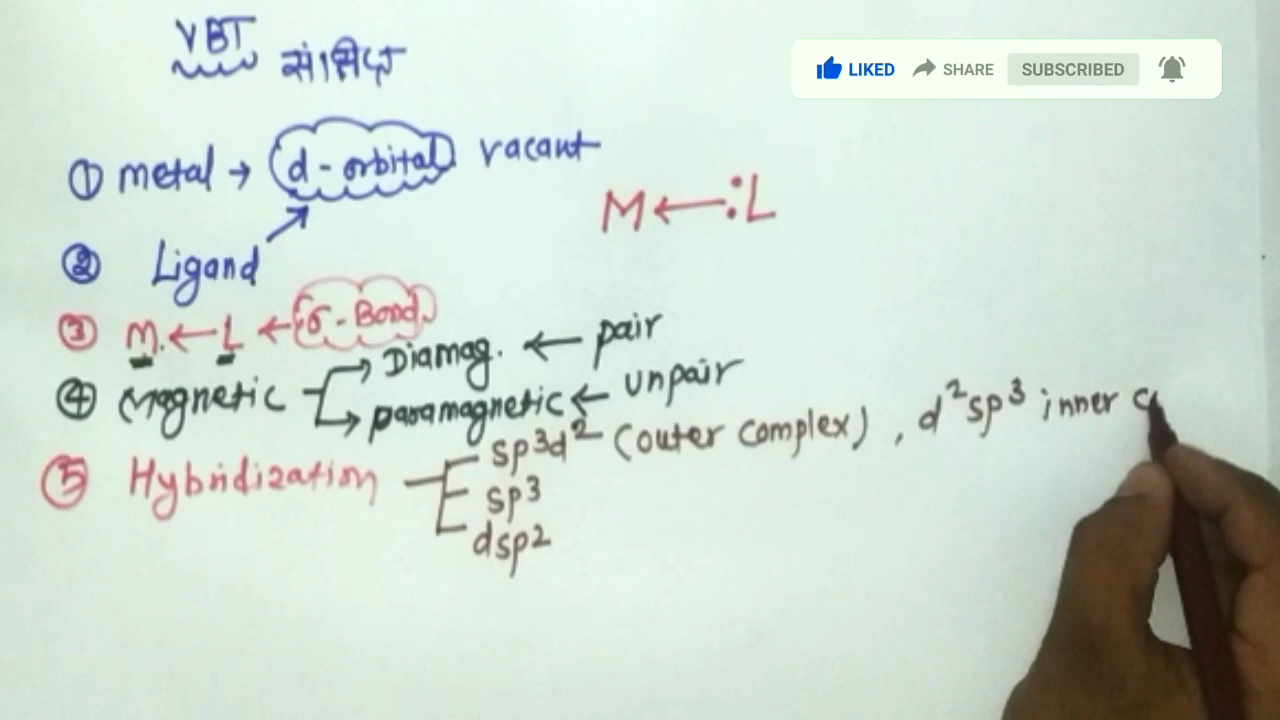 VBT
LIKED SHARE SUBSCRIBED
① metal → d-orbital vacant
M ← :L
② Ligand
③ M ← L ← σ-Bond
④ Magnetic → Diamag. ← pair
→ paramagnetic ← unpair
⑤ Hybridization sp³d² (outer complex), d²sp³ inner c
sp³
dsp²